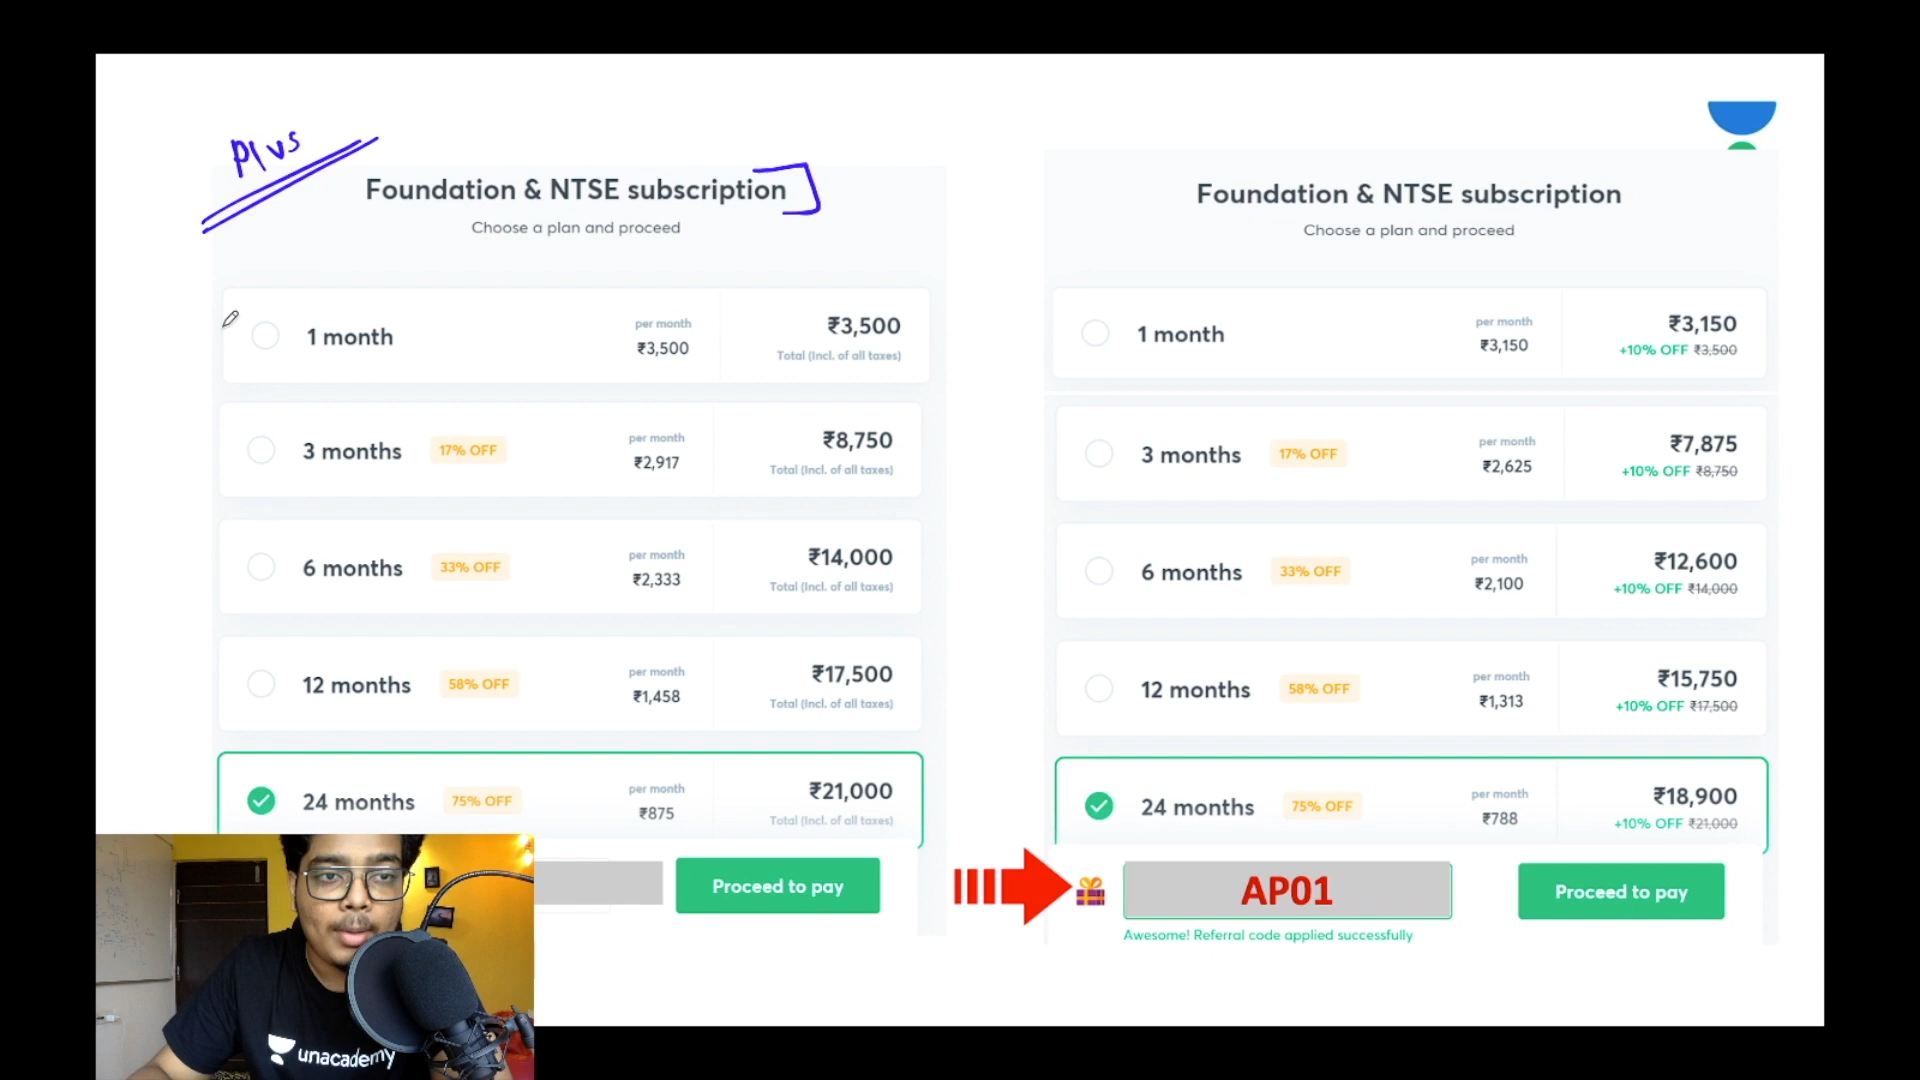 Plus
Foundation & NTSE subscription
Choose a plan and proceed
1 month
per month
₹3,500
₹3,500
Total (Incl. of all taxes)
3 months
17% OFF
per month
₹2,917
₹8,750
Total (Incl. of all taxes)
6 months
33% OFF
per month
₹2,333
₹14,000
Total (Incl. of all taxes)
12 months
58% OFF
per month
₹1,458
₹17,500
Total (Incl. of all taxes)
24 months
75% OFF
per month
₹875
₹21,000
Total (Incl. of all taxes)
Proceed to pay
unacademy
Foundation & NTSE subscription
Choose a plan and proceed
1 month
per month
₹3,150
₹3,150
+10% OFF ₹3,500
3 months
17% OFF
per month
₹2,625
₹7,875
+10% OFF ₹8,750
6 months
33% OFF
per month
₹2,100
₹12,600
+10% OFF ₹14,000
12 months
58% OFF
per month
₹1,313
₹15,750
+10% OFF ₹17,500
24 months
75% OFF
per month
₹788
₹18,900
+10% OFF ₹21,000
AP01
Proceed to pay
Awesome! Referral code applied successfully